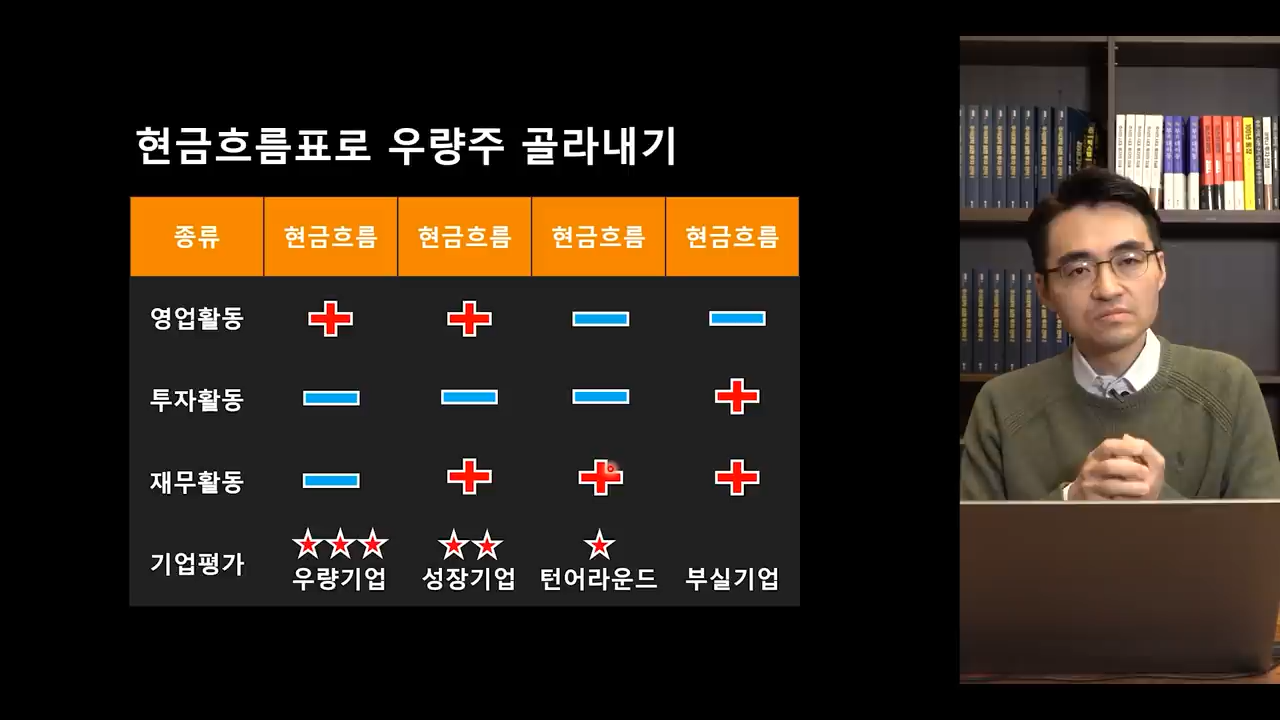 현금흐름표로 우량주 골라내기
종류 현금흐름 현금흐름 현금흐름 현금흐름
영업활동 + + - -
투자활동 - - - +
재무활동 - + + +
기업평가 ★★★ ★★ ★
우량기업 성장기업 턴어라운드 부실기업